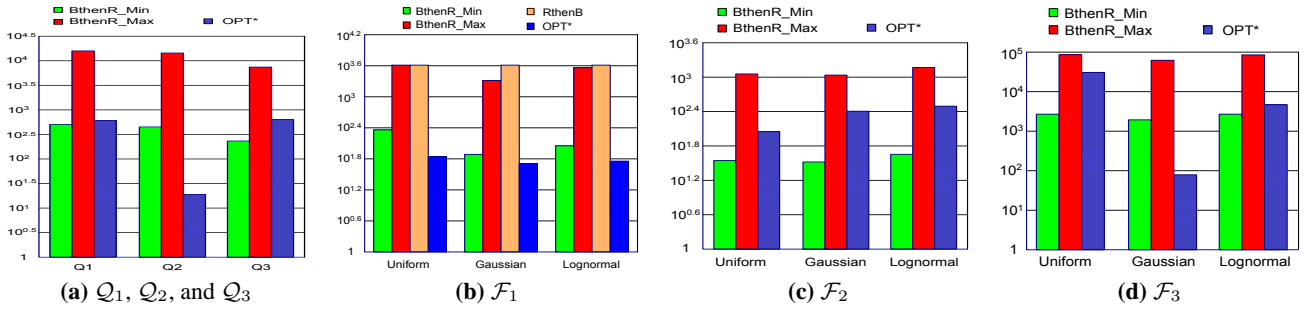 BthenR_Min
BthenR_Max
OPT*
10^4.5
10^4
10^3.5
10^3
10^2.5
10^2
10^1.5
10^1
10^0.5
1
Q1 Q2 Q3
(a) Q1, Q2, and Q3
BthenR_Min
RthenB
BthenR_Max
OPT*
10^4.2
10^3.6
10^3
10^2.4
10^1.8
10^1.2
10^0.6
1
Uniform Gaussian Lognormal
(b) F1
BthenR_Min
BthenR_Max
OPT*
10^3.6
10^3
10^2.4
10^1.8
10^1.2
10^0.6
1
Uniform Gaussian Lognormal
(c) F2
BthenR_Min
BthenR_Max
OPT*
10^5
10^4
10^3
10^2
10^1
1
Uniform Gaussian Lognormal
(d) F3